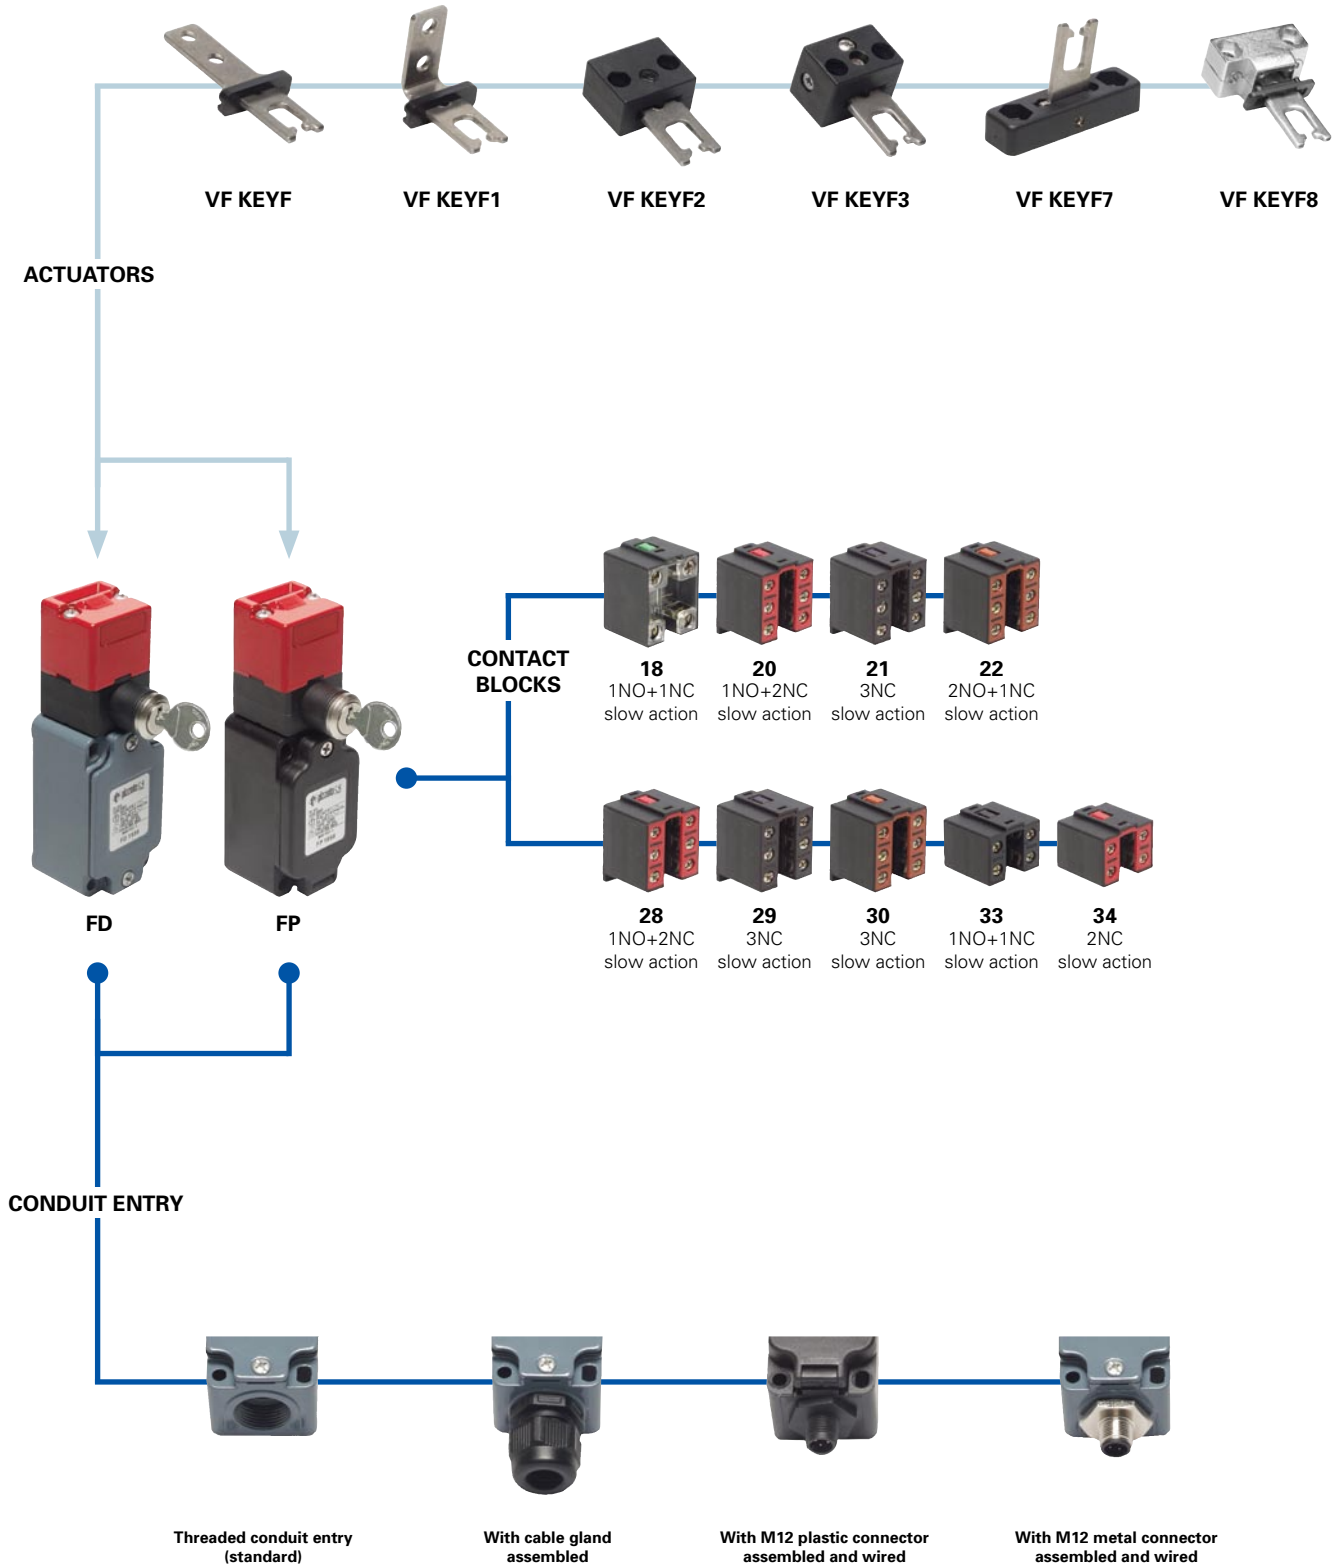 VF KEYF
VF KEYF1
VF KEYF2
VF KEYF3
VF KEYF7
VF KEYF8
ACTUATORS
CONTACT
BLOCKS
18
1NO+1NC
slow action
20
1NO+2NC
slow action
21
3NC
slow action
22
2NO+1NC
slow action
28
1NO+2NC
slow action
29
3NC
slow action
30
3NC
slow action
33
1NO+1NC
slow action
34
2NC
slow action
FD
FP
CONDUIT ENTRY
Threaded conduit entry
(standard)
With cable gland
assembled
With M12 plastic connector
assembled and wired
With M12 metal connector
assembled and wired